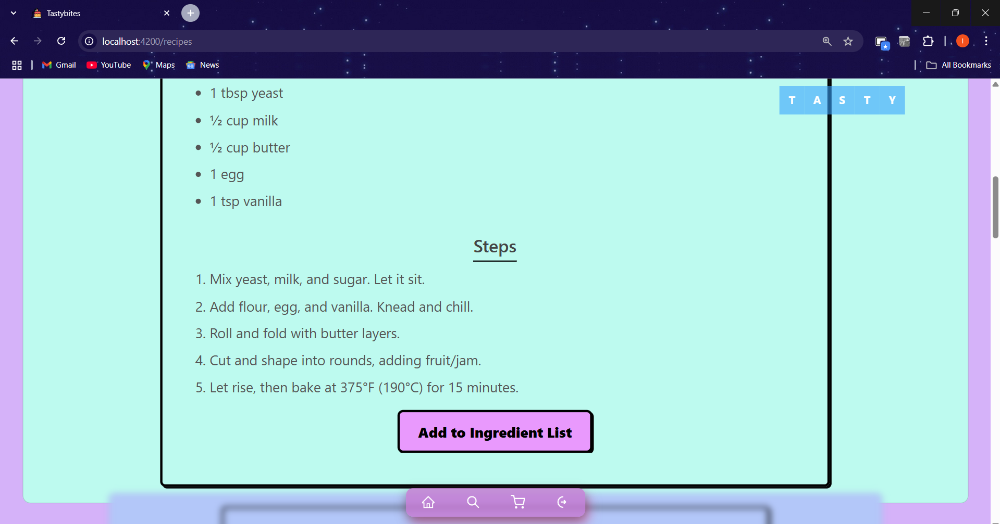 Tastybites
localhost:4200/recipes
I
Gmail
YouTube
Maps
News
All Bookmarks
T A S T Y
• 1 tbsp yeast
• ½ cup milk
• ½ cup butter
• 1 egg
• 1 tsp vanilla
Steps
1. Mix yeast, milk, and sugar. Let it sit.
2. Add flour, egg, and vanilla. Knead and chill.
3. Roll and fold with butter layers.
4. Cut and shape into rounds, adding fruit/jam.
5. Let rise, then bake at 375°F (190°C) for 15 minutes.
Add to Ingredient List